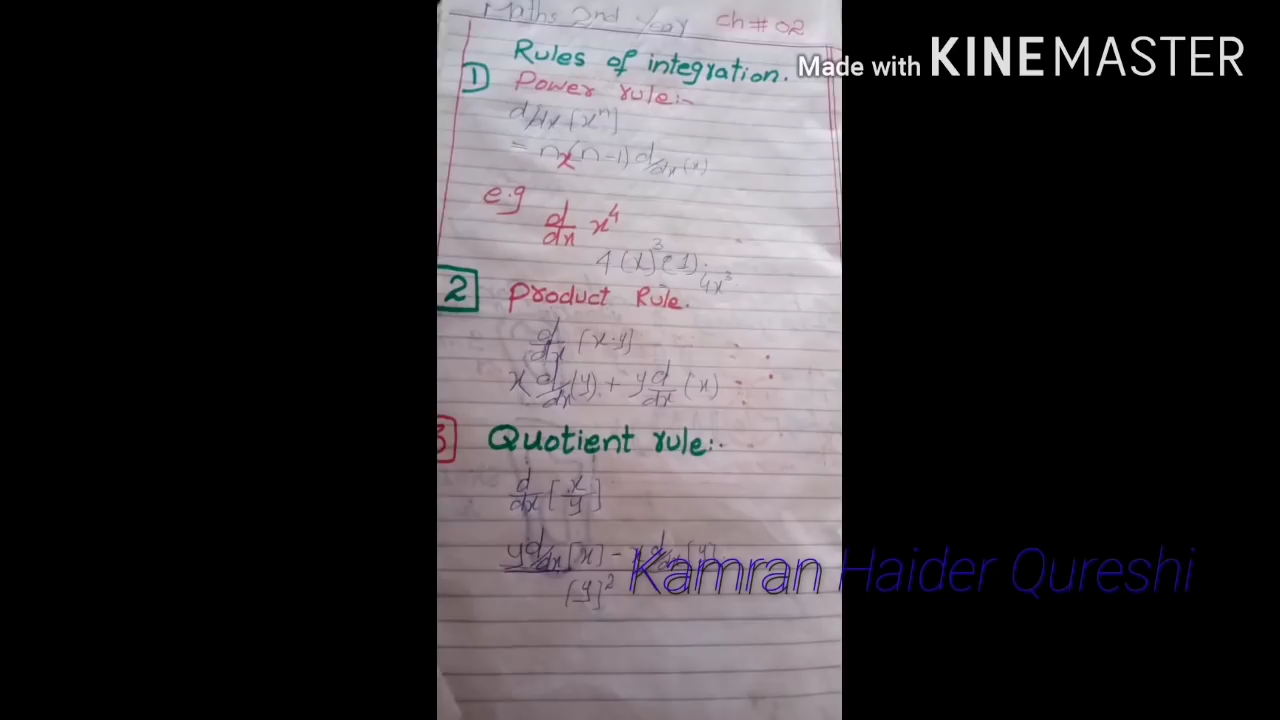 Maths 2nd Year Ch # 02
Made with KINEMASTER
Rules of integration.
1) Power rule:-
d/dx [x^n]
= nx(n-1) d/dx (x)
e.g d/dx x^4
4(x)^3(1); 4x^3
2 Product Rule.
d/dx [x.y]
x d/dx (y) + y d/dx (x)
3 Quotient rule:.
d/dx [x/y]
y d/dx [x] - x d/dx [y]
[y]^2
Kamran Haider Qureshi